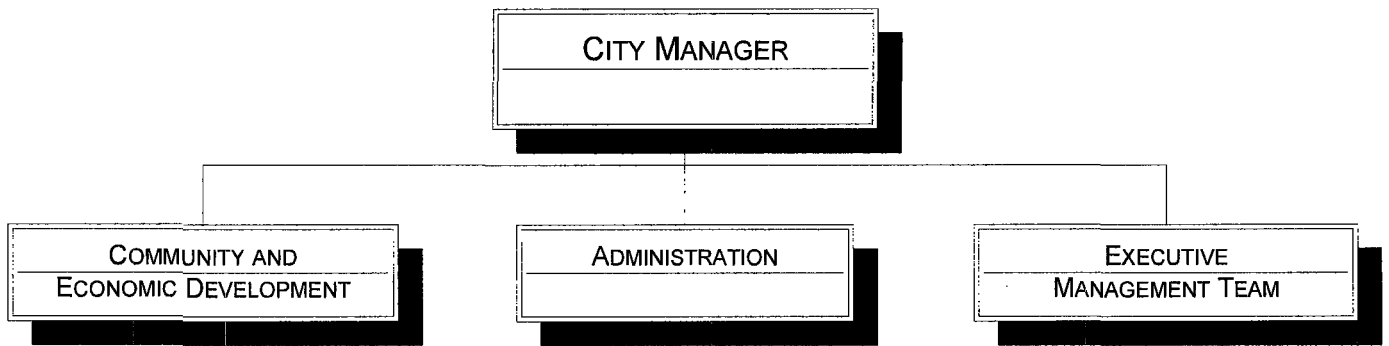 CITY MANAGER
COMMUNITY AND
ECONOMIC DEVELOPMENT
ADMINISTRATION
EXECUTIVE
MANAGEMENT TEAM